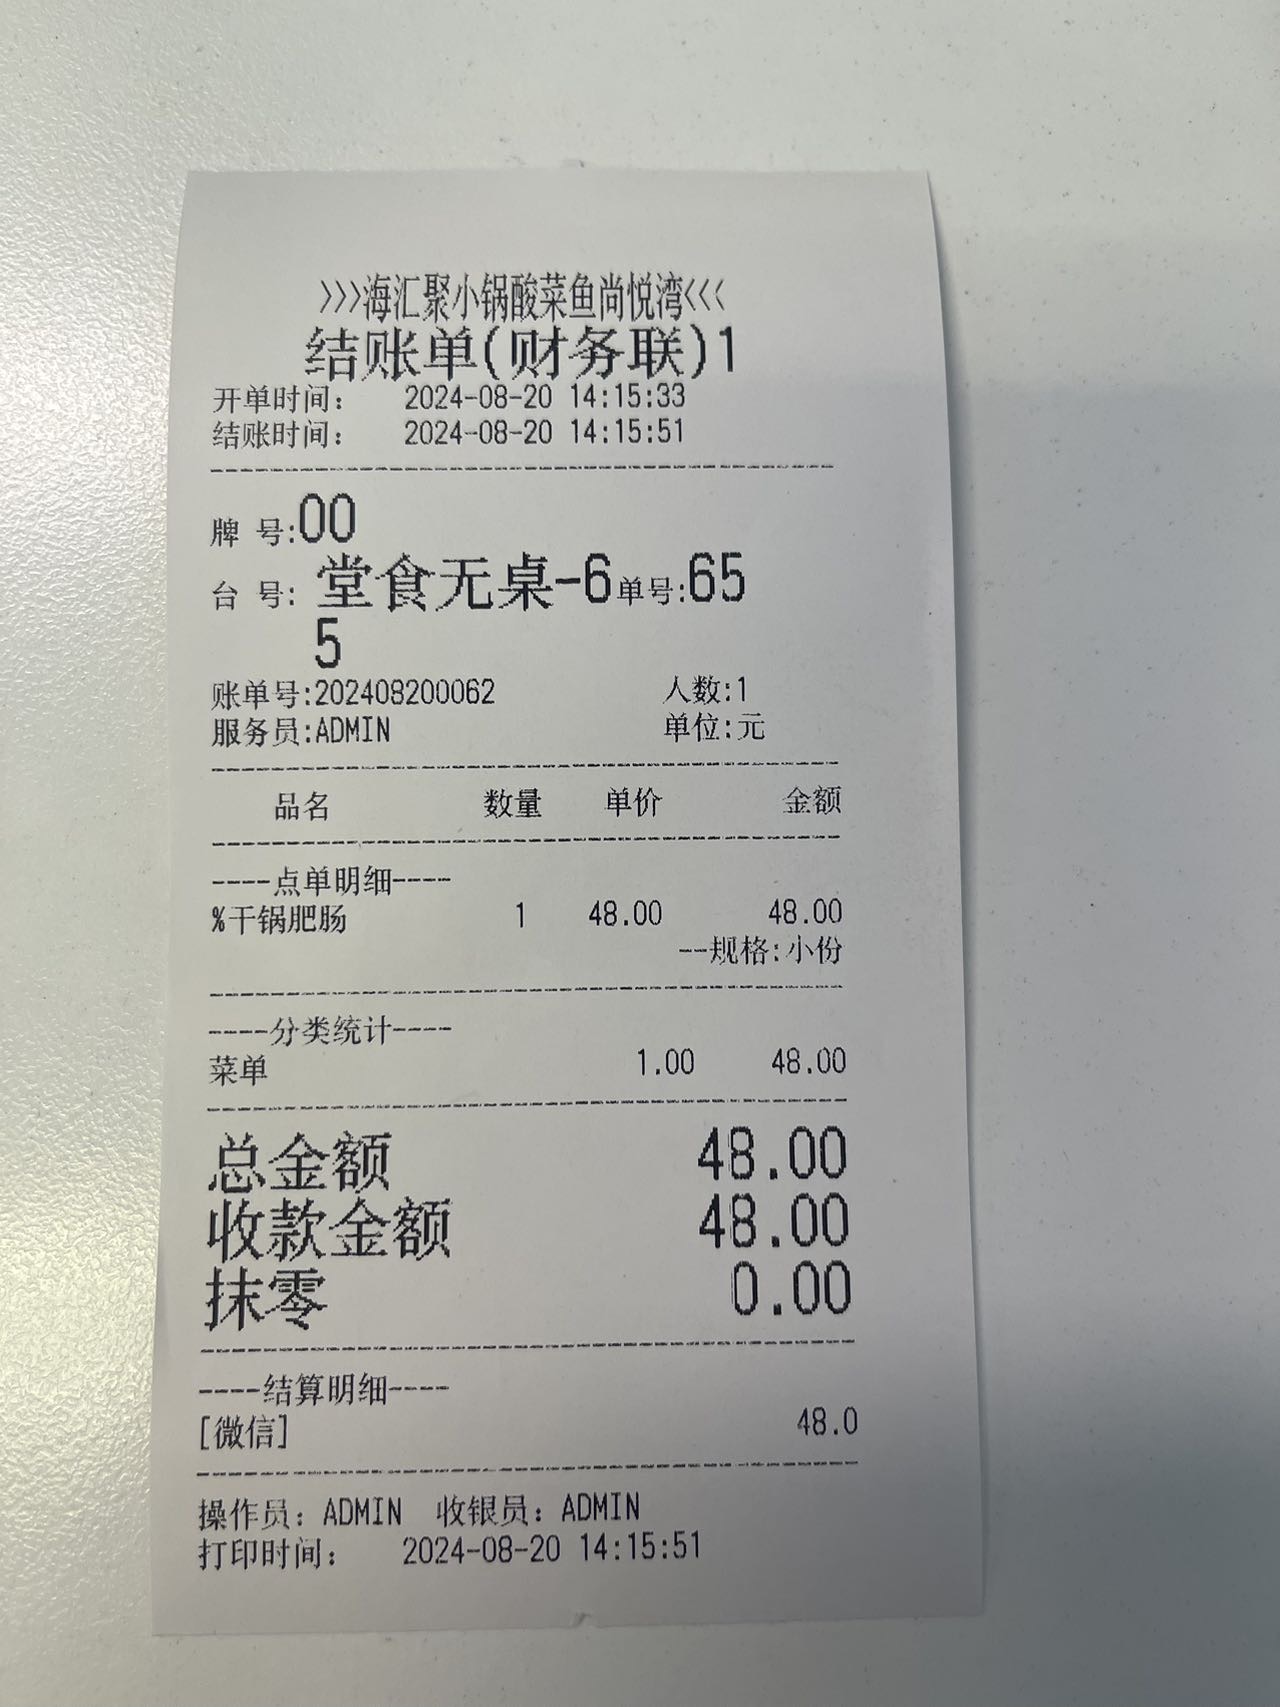 >>>海汇聚小锅酸菜鱼尚悦湾<<<
结账单(财务联)1
开单时间: 2024-08-20 14:15:33
结账时间: 2024-08-20 14:15:51
牌 号:00
台 号: 堂食无桌-6单号:65
5
账单号:202408200062 人数:1
服务员:ADMIN 单位:元
品名 数量 单价 金额
----点单明细----
%干锅肥肠 1 48.00 48.00
--规格:小份
----分类统计----
菜单 1.00 48.00
总金额 48.00
收款金额 48.00
抹零 0.00
----结算明细----
[微信] 48.0
操作员: ADMIN 收银员: ADMIN
打印时间: 2024-08-20 14:15:51